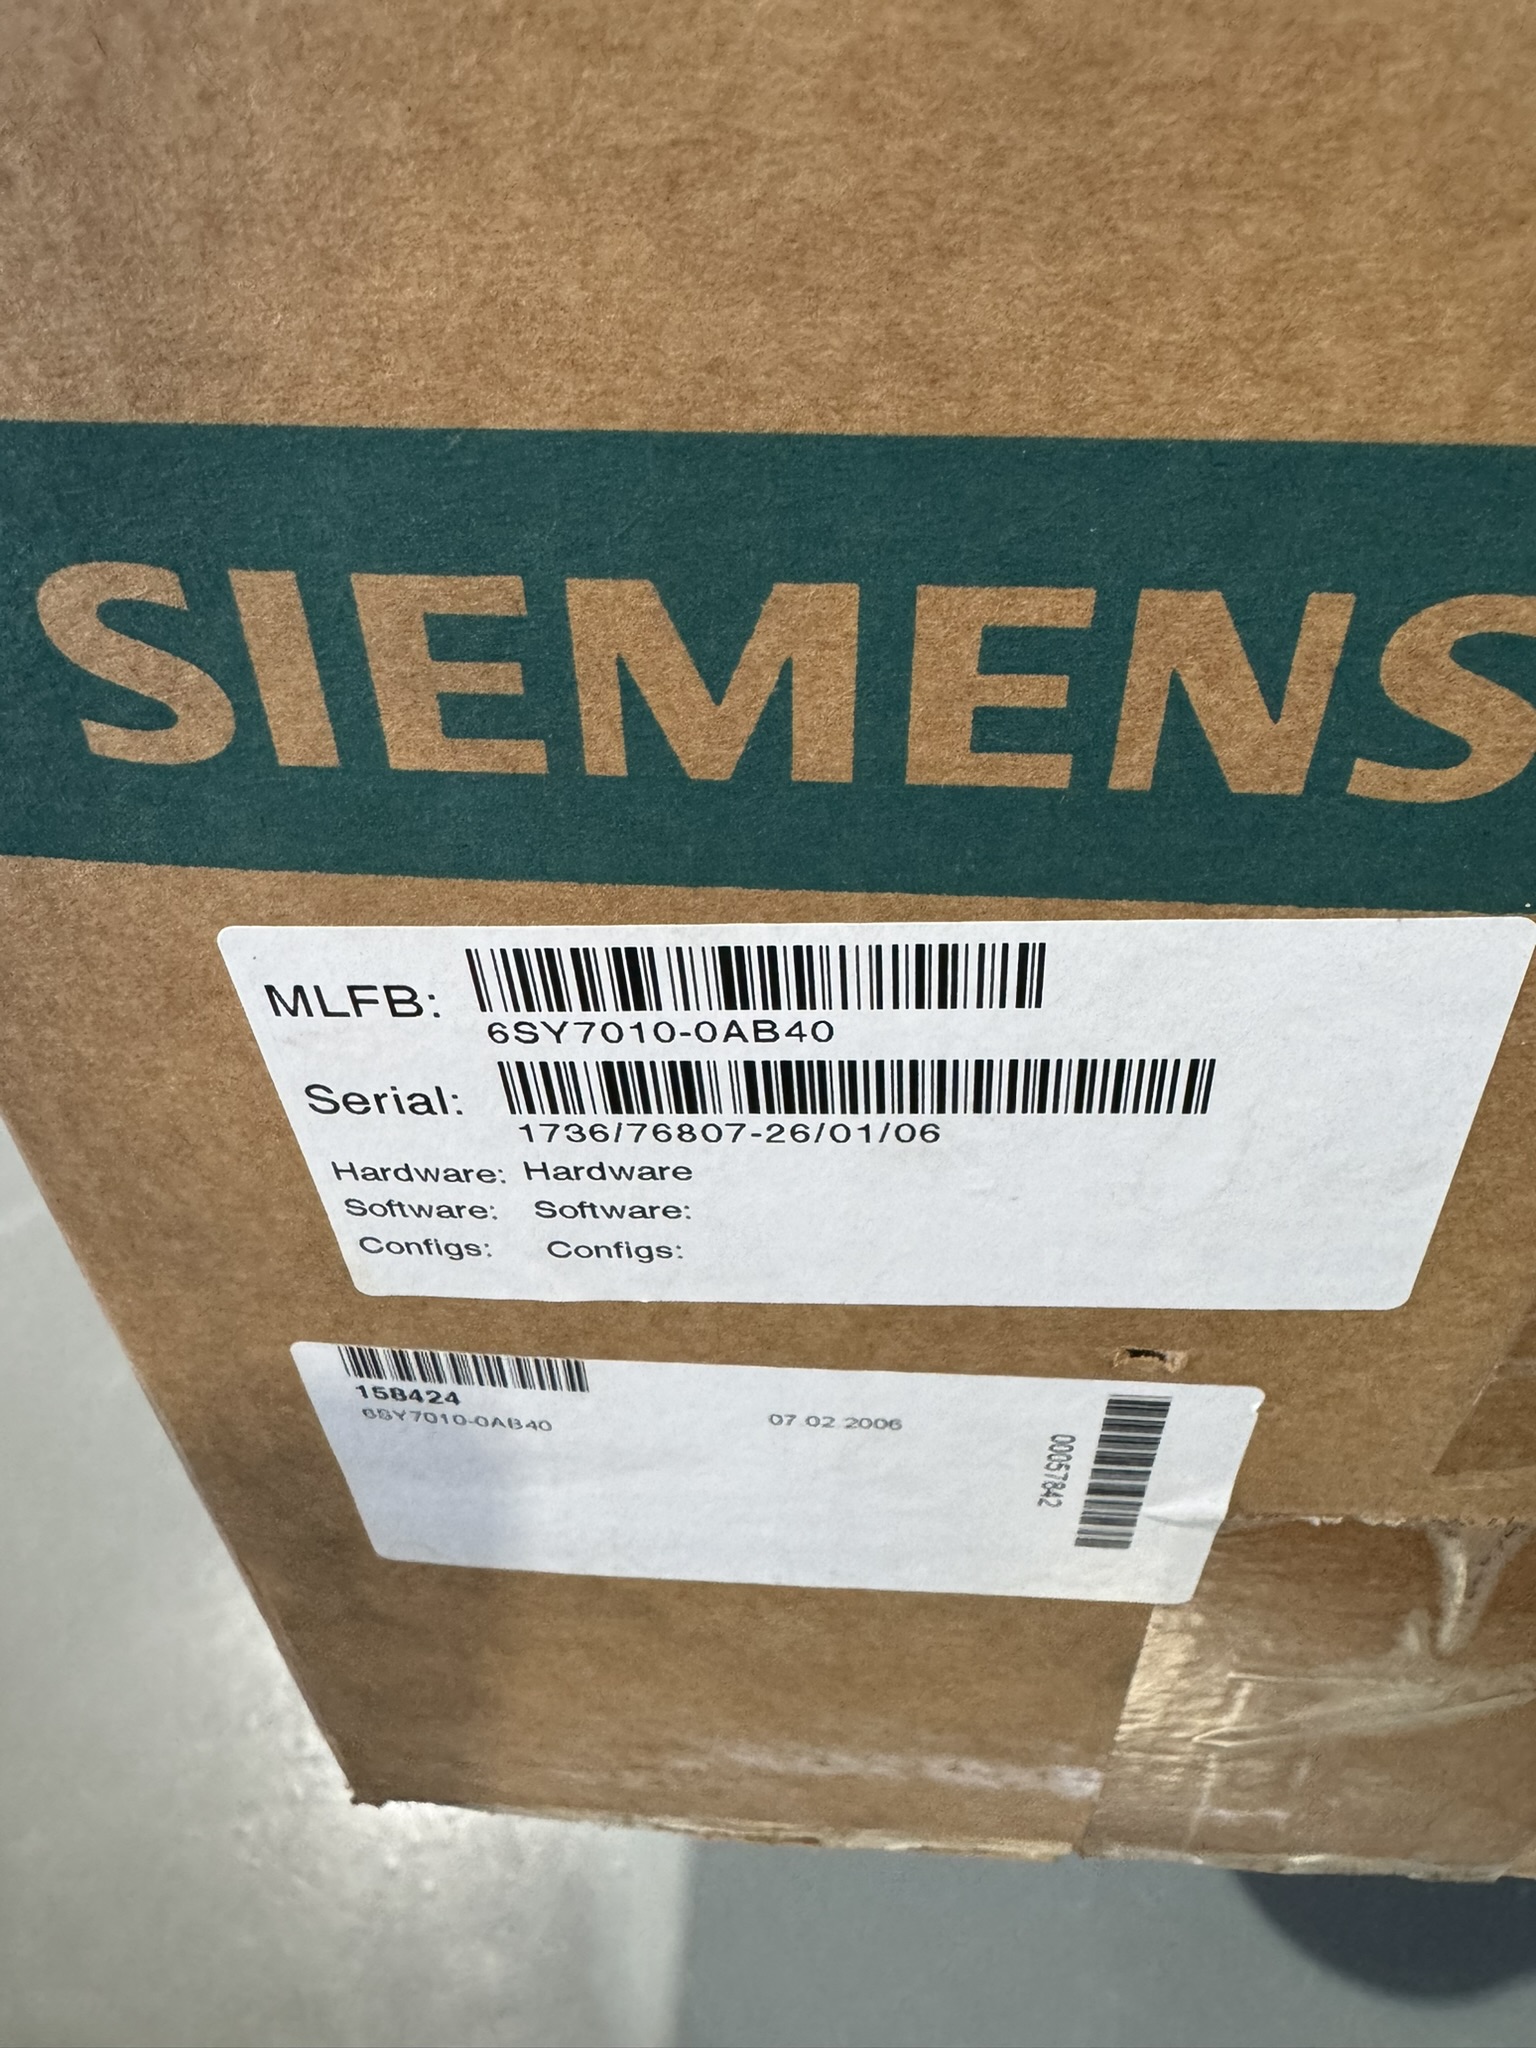 SIEMENS
MLFB:
6SY7010-0AB40
Serial:
1736/76807-26/01/06
Hardware: Hardware
Software: Software:
Configs: Configs:
158424
6SY7010-0AB40 07.02.2006
00057842